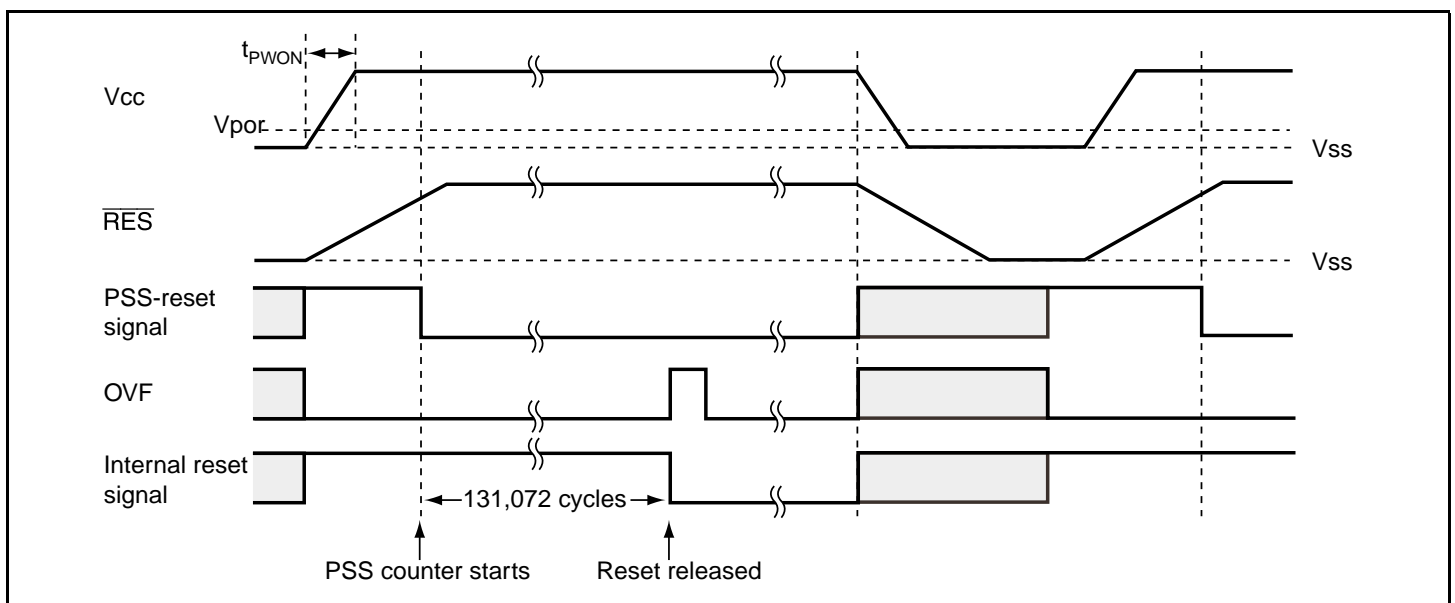 tPWON
Vcc
Vpor
Vss
RES
Vss
PSS-reset
signal
OVF
Internal reset
signal
131,072 cycles
PSS counter starts
Reset released